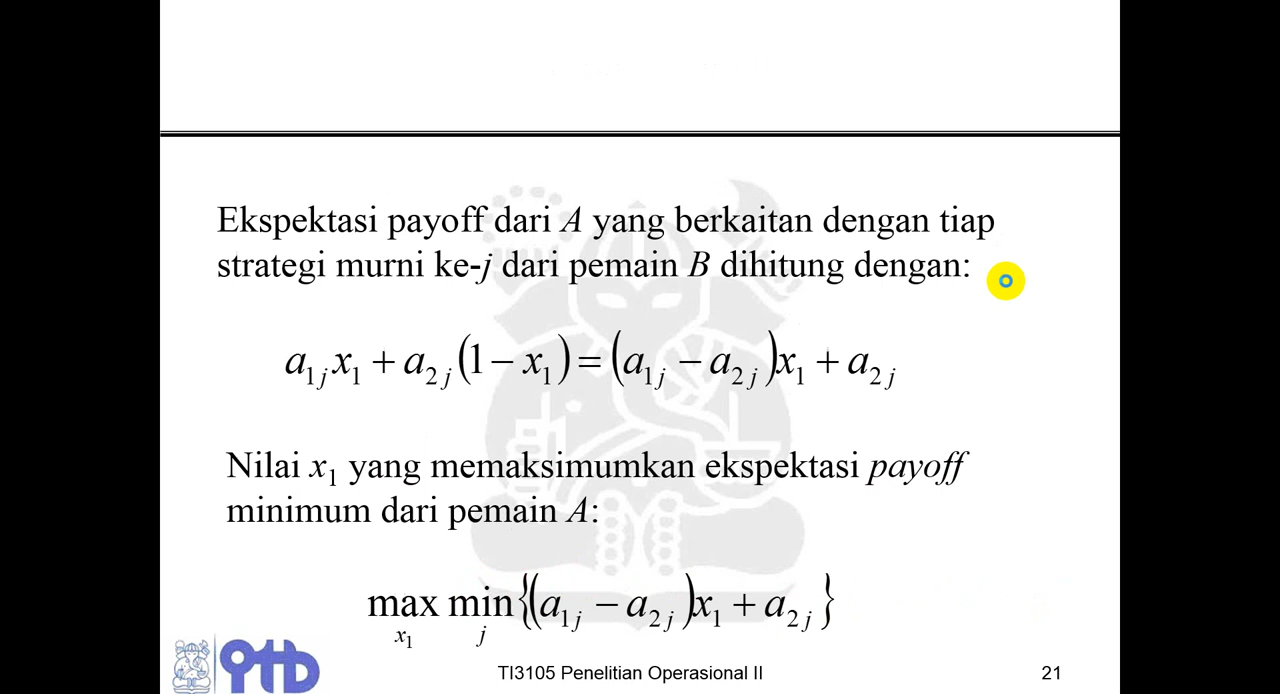 Ekspektasi payoff dari A yang berkaitan dengan tiap
strategi murni ke-j dari pemain B dihitung dengan:
a₁ⱼx₁ + a₂ⱼ(1 − x₁) = (a₁ⱼ − a₂ⱼ)x₁ + a₂ⱼ
Nilai x₁ yang memaksimumkan ekspektasi payoff
minimum dari pemain A:
max min{(a₁ⱼ − a₂ⱼ)x₁ + a₂ⱼ}
x₁ j
TI3105 Penelitian Operasional II
21